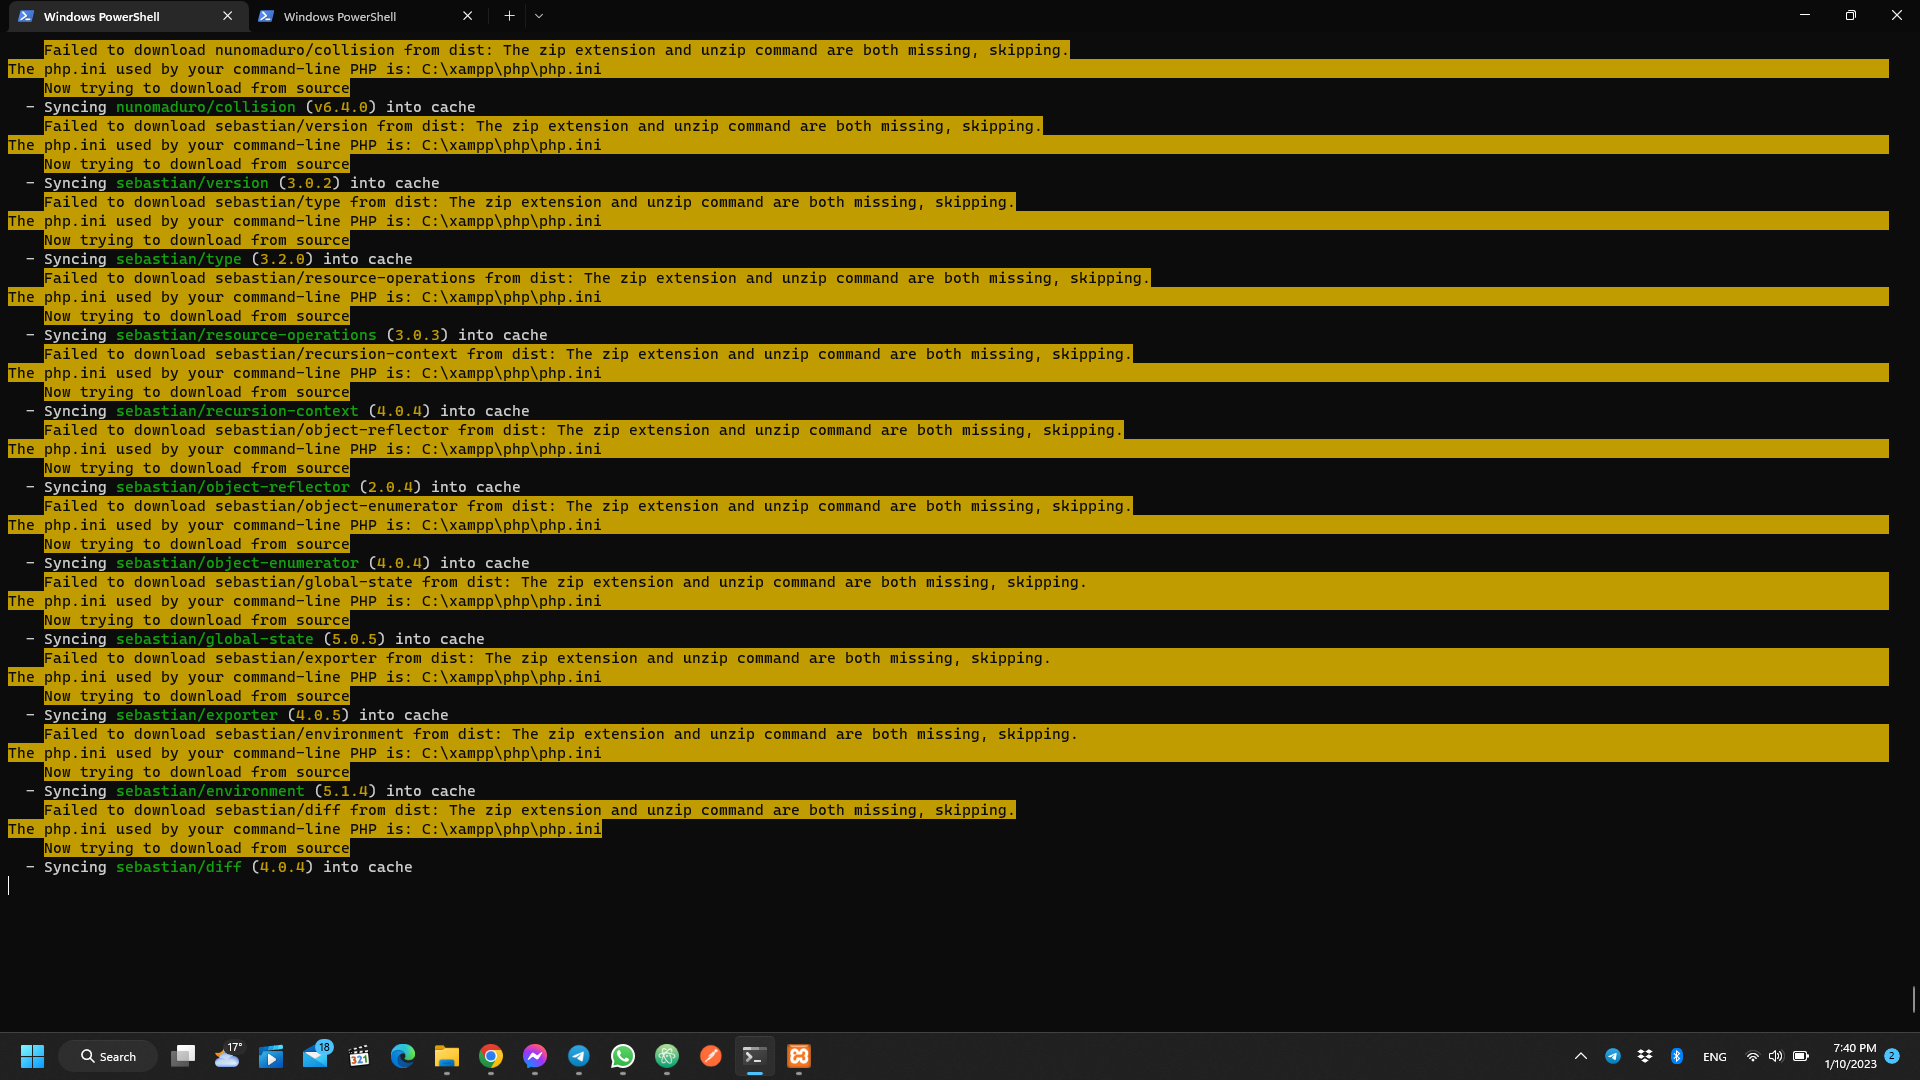 Windows PowerShell
Windows PowerShell
Failed to download nunomaduro/collision from dist: The zip extension and unzip command are both missing, skipping.
The php.ini used by your command-line PHP is: C:\xampp\php\php.ini
Now trying to download from source
- Syncing nunomaduro/collision (v6.4.0) into cache
Failed to download sebastian/version from dist: The zip extension and unzip command are both missing, skipping.
The php.ini used by your command-line PHP is: C:\xampp\php\php.ini
Now trying to download from source
- Syncing sebastian/version (3.0.2) into cache
Failed to download sebastian/type from dist: The zip extension and unzip command are both missing, skipping.
The php.ini used by your command-line PHP is: C:\xampp\php\php.ini
Now trying to download from source
- Syncing sebastian/type (3.2.0) into cache
Failed to download sebastian/resource-operations from dist: The zip extension and unzip command are both missing, skipping.
The php.ini used by your command-line PHP is: C:\xampp\php\php.ini
Now trying to download from source
- Syncing sebastian/resource-operations (3.0.3) into cache
Failed to download sebastian/recursion-context from dist: The zip extension and unzip command are both missing, skipping.
The php.ini used by your command-line PHP is: C:\xampp\php\php.ini
Now trying to download from source
- Syncing sebastian/recursion-context (4.0.4) into cache
Failed to download sebastian/object-reflector from dist: The zip extension and unzip command are both missing, skipping.
The php.ini used by your command-line PHP is: C:\xampp\php\php.ini
Now trying to download from source
- Syncing sebastian/object-reflector (2.0.4) into cache
Failed to download sebastian/object-enumerator from dist: The zip extension and unzip command are both missing, skipping.
The php.ini used by your command-line PHP is: C:\xampp\php\php.ini
Now trying to download from source
- Syncing sebastian/object-enumerator (4.0.4) into cache
Failed to download sebastian/global-state from dist: The zip extension and unzip command are both missing, skipping.
The php.ini used by your command-line PHP is: C:\xampp\php\php.ini
Now trying to download from source
- Syncing sebastian/global-state (5.0.5) into cache
Failed to download sebastian/exporter from dist: The zip extension and unzip command are both missing, skipping.
The php.ini used by your command-line PHP is: C:\xampp\php\php.ini
Now trying to download from source
- Syncing sebastian/exporter (4.0.5) into cache
Failed to download sebastian/environment from dist: The zip extension and unzip command are both missing, skipping.
The php.ini used by your command-line PHP is: C:\xampp\php\php.ini
Now trying to download from source
- Syncing sebastian/environment (5.1.4) into cache
Failed to download sebastian/diff from dist: The zip extension and unzip command are both missing, skipping.
The php.ini used by your command-line PHP is: C:\xampp\php\php.ini
Now trying to download from source
- Syncing sebastian/diff (4.0.4) into cache
Search
17°
18
321
ENG
7:40 PM
1/10/2023
2